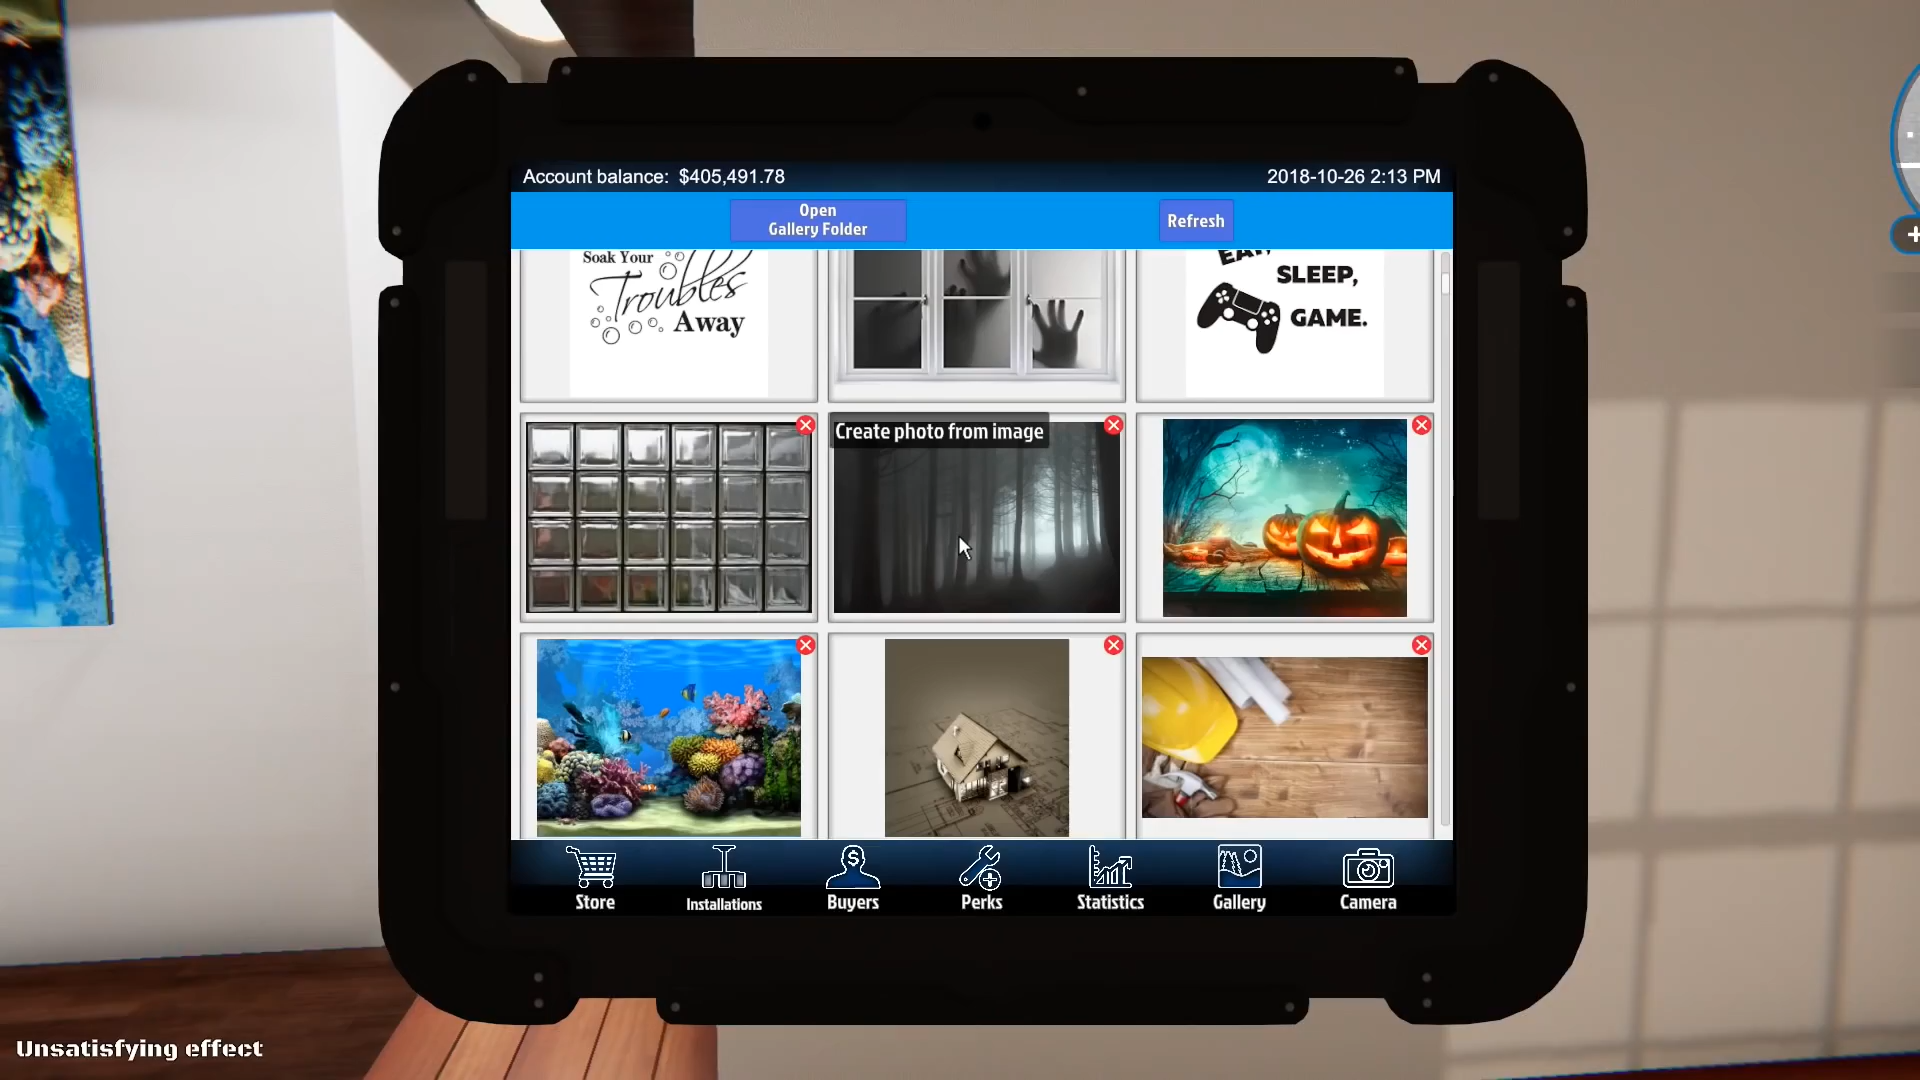 Account balance: $405,491.78
2018-10-26 2:13 PM
Open
Gallery Folder
Refresh
Soak Your
Troubles
Away
SLEEP,
GAME.
Create photo from image
Store
Installations
Buyers
Perks
Statistics
Gallery
Camera
Unsatisfying effect